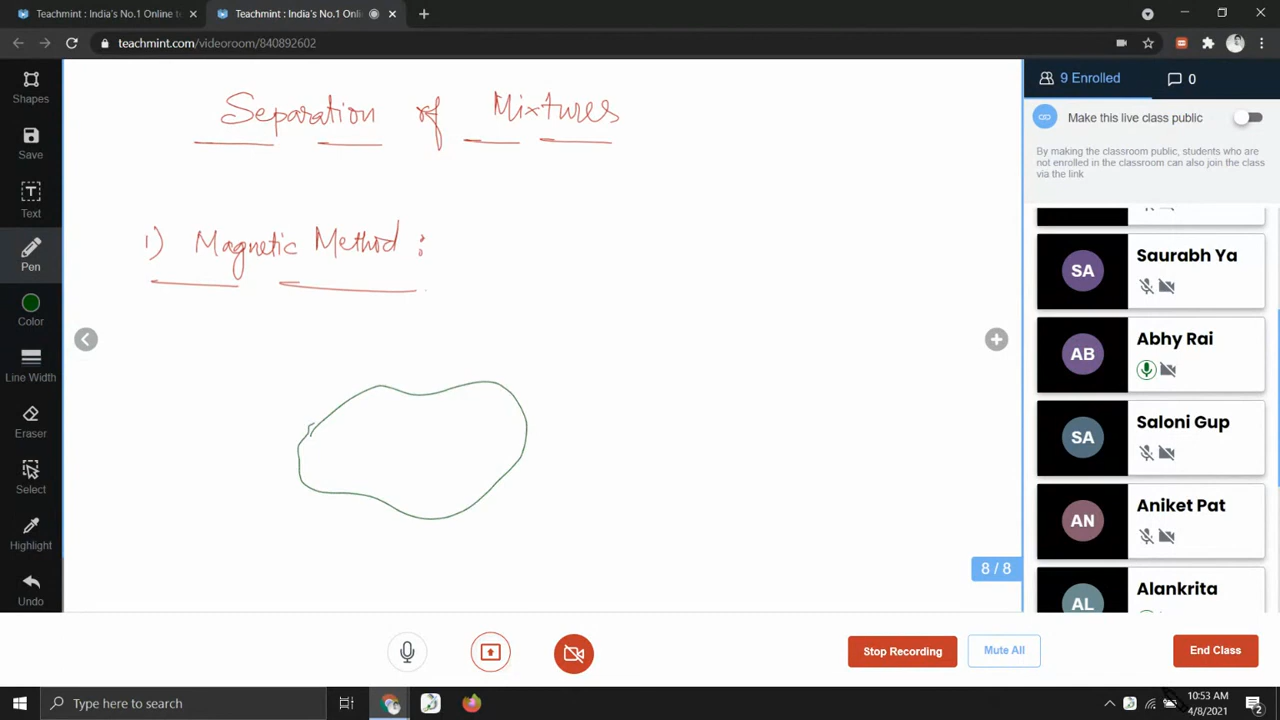 Teachmint : India's No.1 Online t
Teachmint : India's No.1 Onl
teachmint.com/videoroom/840892602
Shapes
Save
Text
Pen
Color
Line Width
Eraser
Select
Highlight
Undo
Separation of Mixtures
1) Magnetic Method :
8 / 8
9 Enrolled
0
Make this live class public
By making the classroom public, students who are
not enrolled in the classroom can also join the class
via the link
SA
Saurabh Ya
AB
Abhy Rai
SA
Saloni Gup
AN
Aniket Pat
AL
Alankrita
Stop Recording
Mute All
End Class
Type here to search
10:53 AM
4/8/2021
2